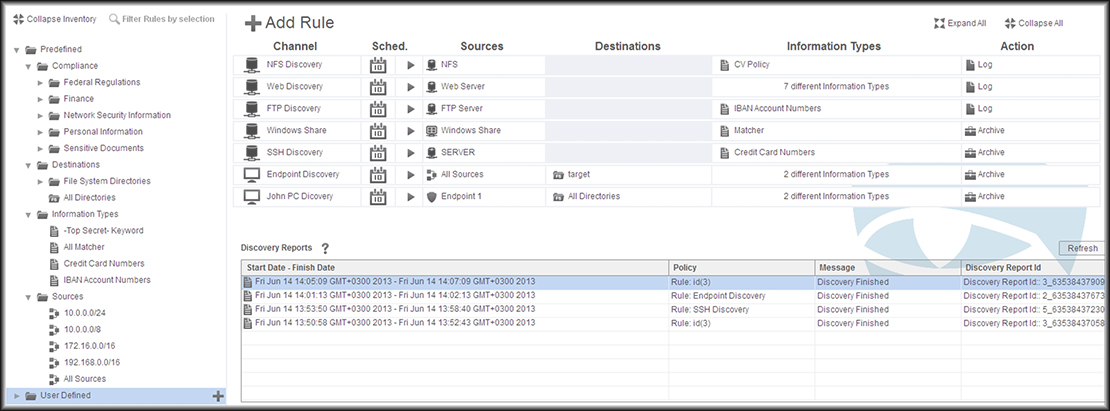 Collapse Inventory Filter Rules by selection
Predefined
Compliance
Federal Regulations
Finance
Network Security Information
Personal Information
Sensitive Documents
Destinations
File System Directories
All Directories
Information Types
-Top Secret- Keyword
All Matcher
Credit Card Numbers
IBAN Account Numbers
Sources
10.0.0.0/24
10.0.0.0/8
172.16.0.0/16
192.168.0.0/16
All Sources
User Defined
Add Rule Expand All Collapse All
Channel Sched. Sources Destinations Information Types Action
NFS Discovery 10 NFS CV Policy Log
Web Discovery 10 Web Server 7 different Information Types Log
FTP Discovery 10 FTP Server IBAN Account Numbers Log
Windows Share 10 Windows Share Matcher Archive
SSH Discovery 10 SERVER Credit Card Numbers Archive
Endpoint Discovery 10 All Sources target 2 different Information Types Archive
John PC Dicovery 10 Endpoint 1 All Directories 2 different Information Types Archive
Discovery Reports ? Refresh
Start Date - Finish Date Policy Message Discovery Report Id
Fri Jun 14 14:05:09 GMT+0300 2013 - Fri Jun 14 14:07:09 GMT+0300 2013 Rule: id(3) Discovery Finished Discovery Report Id:: 3_63538437909
Fri Jun 14 14:01:13 GMT+0300 2013 - Fri Jun 14 14:02:13 GMT+0300 2013 Rule: Endpoint Discovery Discovery Finished Discovery Report Id:: 2_63538437673
Fri Jun 14 13:53:50 GMT+0300 2013 - Fri Jun 14 13:58:40 GMT+0300 2013 Rule: SSH Discovery Discovery Finished Discovery Report Id:: 5_63538437230
Fri Jun 14 13:50:58 GMT+0300 2013 - Fri Jun 14 13:52:43 GMT+0300 2013 Rule: id(3) Discovery Finished Discovery Report Id:: 3_63538437058